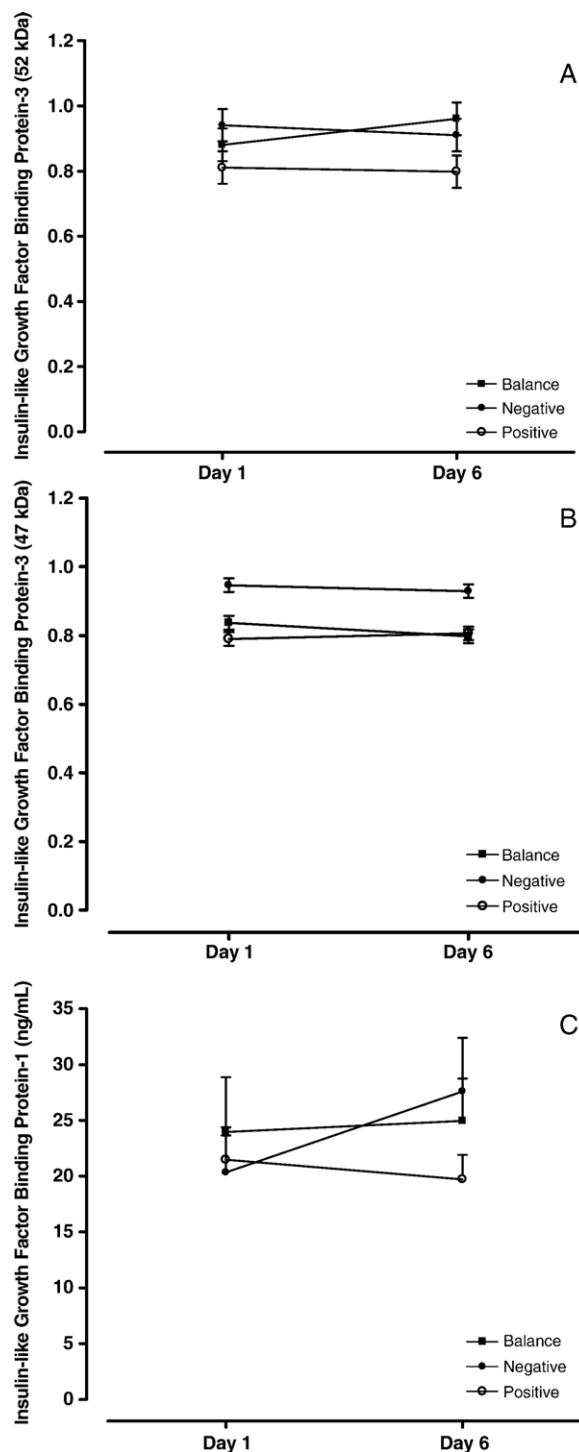 A
Insulin-like Growth Factor Binding Protein-3 (52 kDa)
1.2
1.0
0.8
0.6
0.4
0.2
0.0
Balance
Negative
Positive
Day 1
Day 6
B
Insulin-like Growth Factor Binding Protein-3 (47 kDa)
1.2
1.0
0.8
0.6
0.4
0.2
0.0
Balance
Negative
Positive
Day 1
Day 6
C
Insulin-like Growth Factor Binding Protein-1 (ng/mL)
35
30
25
20
15
10
5
0
Balance
Negative
Positive
Day 1
Day 6